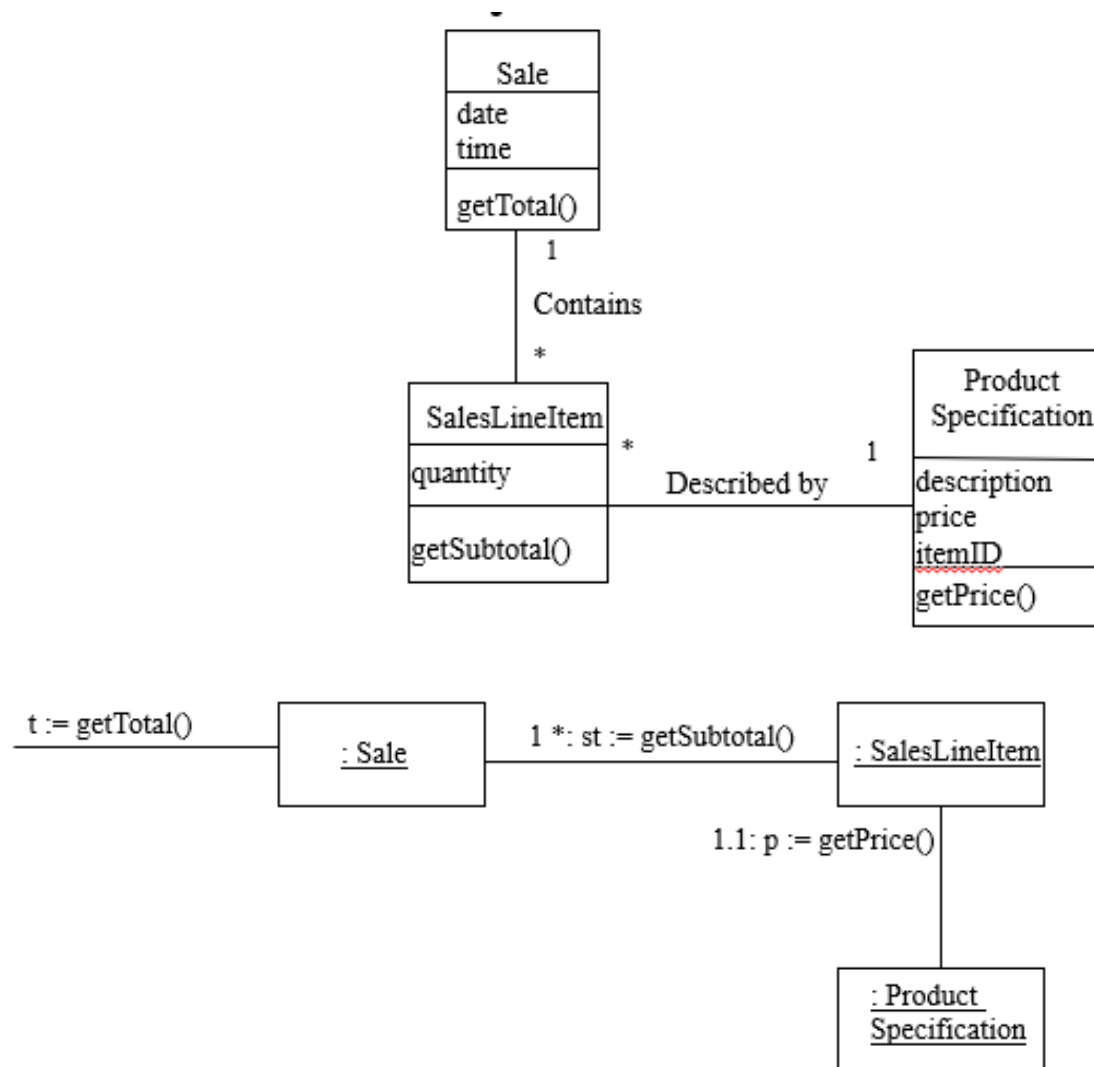 Sale
date
time
getTotal()
1
Contains
*
SalesLineItem
quantity
getSubtotal()
*
Described by
1
Product
Specification
description
price
itemID
getPrice()
t := getTotal()
: Sale
1 *: st := getSubtotal()
: SalesLineItem
1.1: p := getPrice()
: Product
Specification